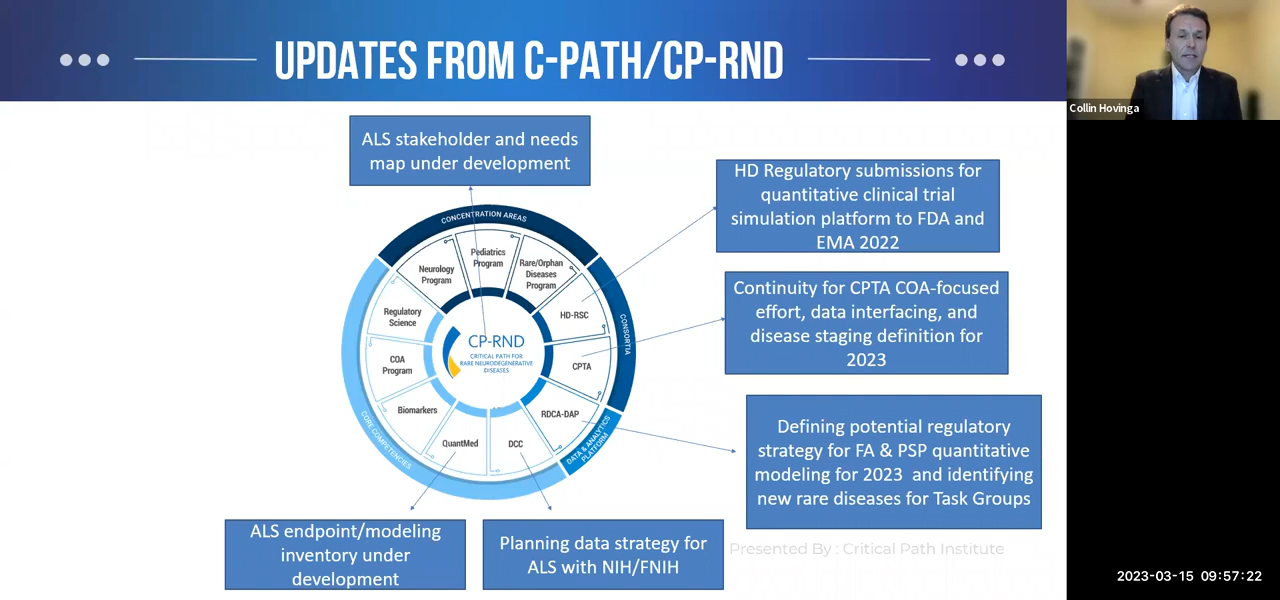 UPDATES FROM C-PATH/CP-RND
Collin Hovinga
ALS stakeholder and needs
map under development
HD Regulatory submissions for
quantitative clinical trial
simulation platform to FDA and
EMA 2022
Continuity for CPTA COA-focused
effort, data interfacing, and
disease staging definition for
2023
Defining potential regulatory
strategy for FA & PSP quantitative
modeling for 2023 and identifying
new rare diseases for Task Groups
CONCENTRATION AREAS
Neurology
Program
Pediatrics
Program
Rare/Orphan
Diseases
Program
CONSORTIA
HD-RSC
CPTA
DATA & ANALYTICS
PLATFORM
RDCA-DAP
CORE COMPETENCIES
DCC
QuantMed
Biomarkers
COA
Program
Regulatory
Science
CP-RND
CRITICAL PATH FOR
RARE NEURODEGENERATIVE
DISEASES
ALS endpoint/modeling
inventory under
development
Planning data strategy for
ALS with NIH/FNIH
Presented By : Critical Path Institute
2023-03-15 09:57:22